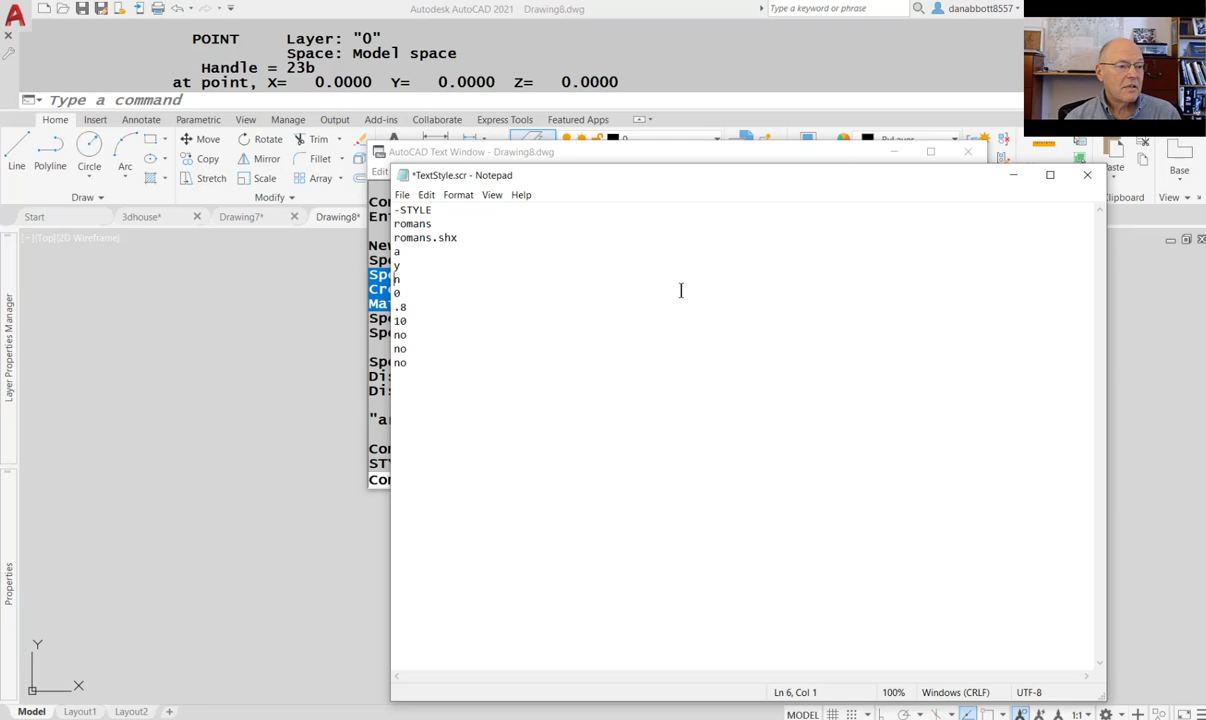 Autodesk AutoCAD 2021 Drawing8.dwg
Type a keyword or phrase
danabbott8557
POINT Layer: "0"
Space: Model space
Handle = 23b
at point, X= 0.0000 Y= 0.0000 Z= 0.0000
Type a command
Home Insert Annotate Parametric View Manage Output Add-ins Collaborate Express Tools Featured Apps
Line Polyline Circle Arc
Move Rotate Trim
Copy Mirror Fillet
Stretch Scale Array
Draw Modify
Paste Base
Clipboard View
AutoCAD Text Window - Drawing8.dwg
Edit
*TextStyle.scr - Notepad
File Edit Format View Help
Start 3dhouse* Drawing7* Drawing8*
[−][Top][2D Wireframe]
-STYLE
romans
romans.shx
a
y
n
0
.8
10
no
no
no
Layer Properties Manager
Properties
Y
X
Ln 6, Col 1 100% Windows (CRLF) UTF-8
Model Layout1 Layout2 +
MODEL 1:1